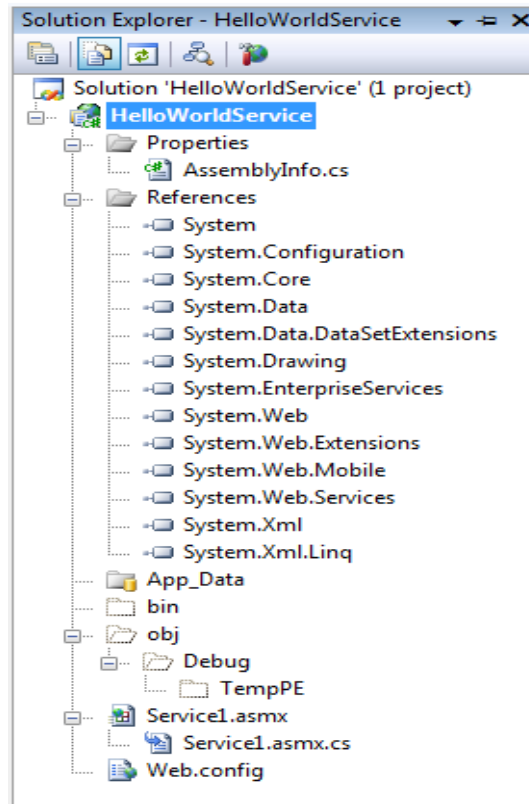 Solution Explorer - HelloWorldService
Solution 'HelloWorldService' (1 project)
HelloWorldService
Properties
AssemblyInfo.cs
References
System
System.Configuration
System.Core
System.Data
System.Data.DataSetExtensions
System.Drawing
System.EnterpriseServices
System.Web
System.Web.Extensions
System.Web.Mobile
System.Web.Services
System.Xml
System.Xml.Linq
App_Data
bin
obj
Debug
TempPE
Service1.asmx
Service1.asmx.cs
Web.config